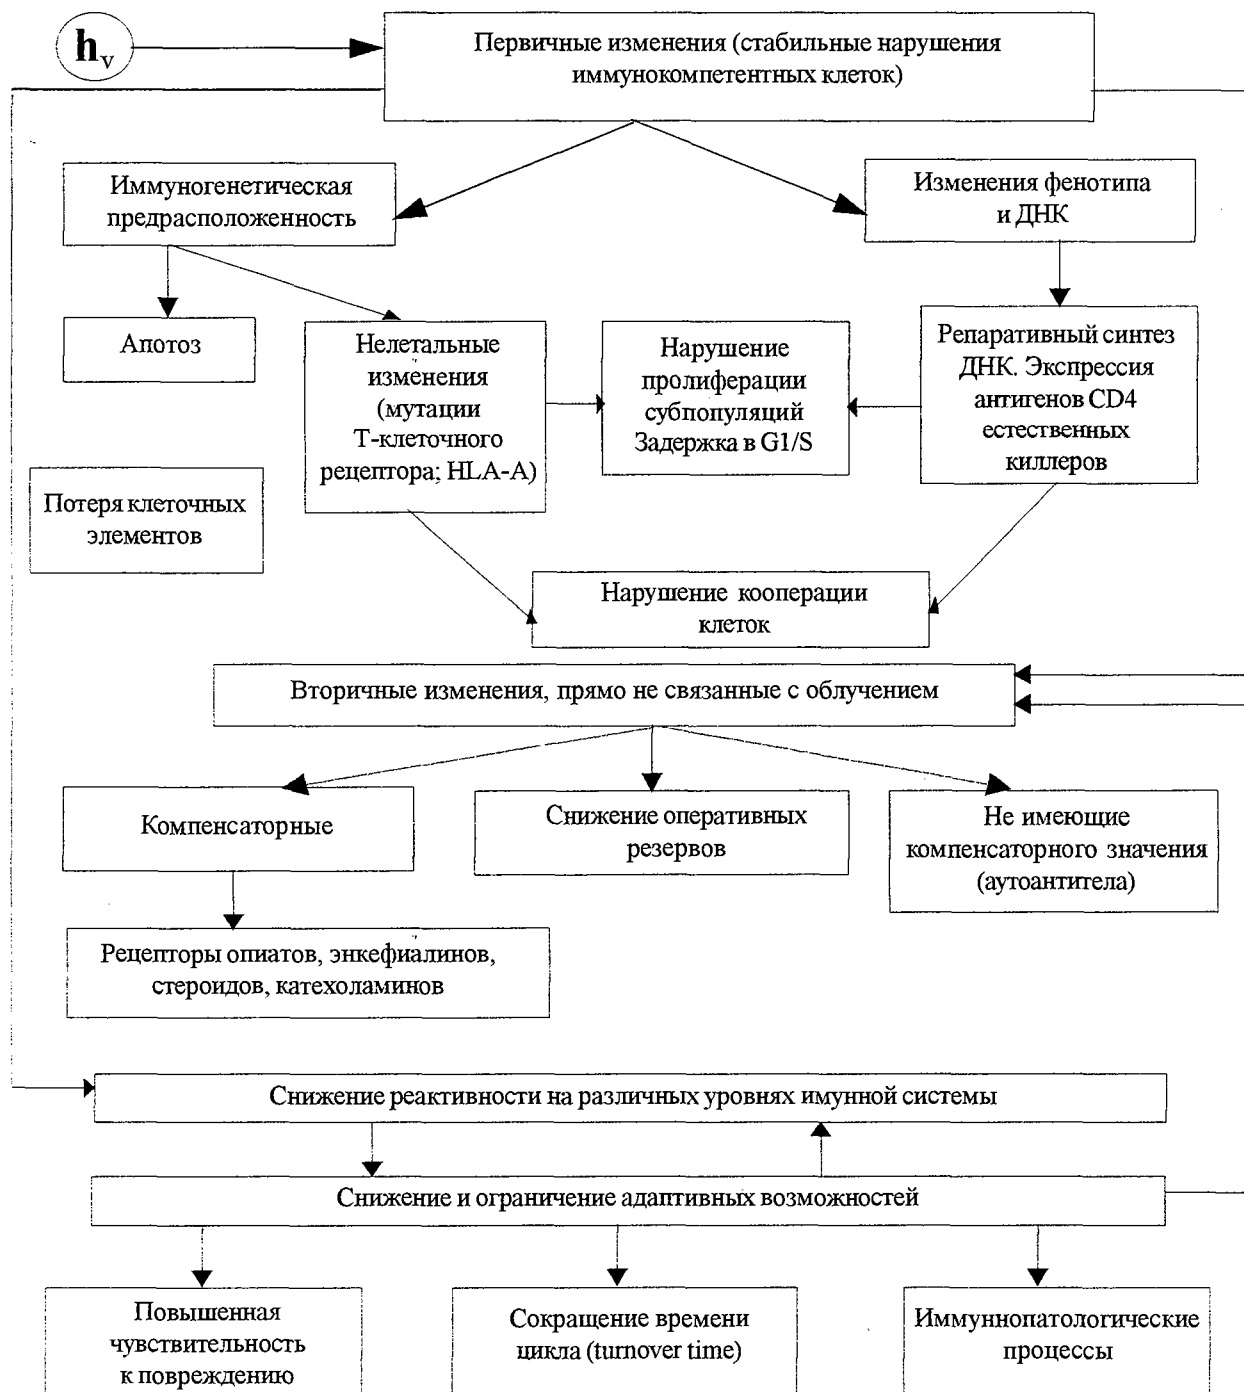 hv
Первичные изменения (стабильные нарушения
иммунокомпетентных клеток)
Иммуногенетическая
предрасположенность
Изменения фенотипа
и ДНК
Апотоз
Нелетальные
изменения
(мутации
Т-клеточного
рецептора; HLA-A)
Нарушение
пролиферации
субпопуляций
Задержка в G1/S
Репаративный синтез
ДНК. Экспрессия
антигенов CD4
естественных
киллеров
Потеря клеточных
элементов
Нарушение кооперации
клеток
Вторичные изменения, прямо не связанные с облучением
Компенсаторные
Снижение оперативных
резервов
Не имеющие
компенсаторного значения
(аутоантитела)
Рецепторы опиатов, энкефиалинов,
стероидов, катехоламинов
Снижение реактивности на различных уровнях имунной системы
Снижение и ограничение адаптивных возможностей
Повышенная
чувствительность
к повреждению
Сокращение времени
цикла (turnover time)
Иммуннопатологические
процессы